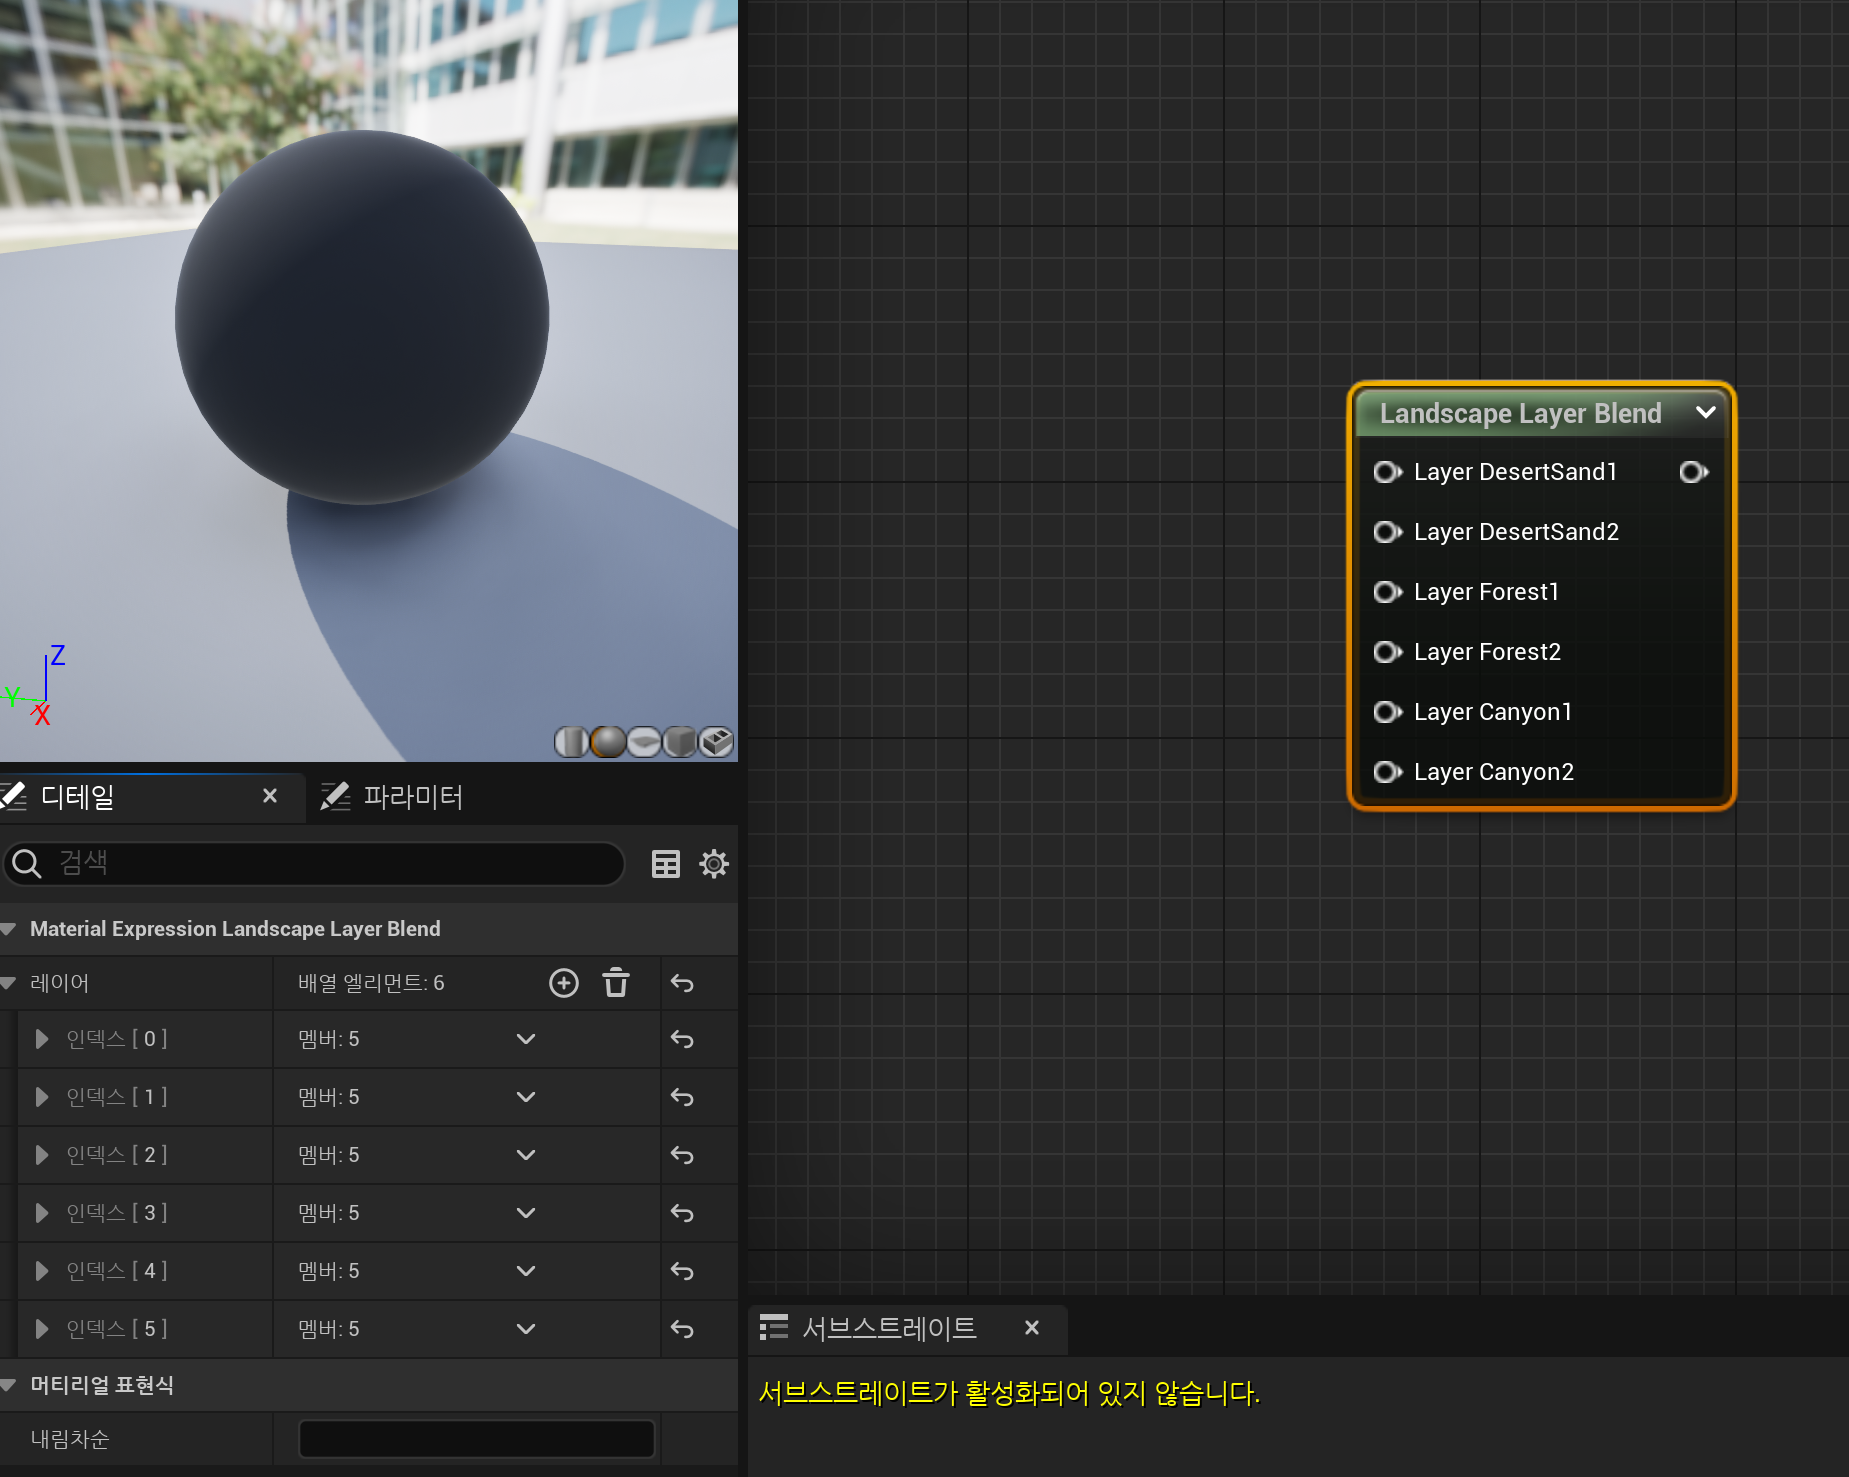 Z
Y
X
디테일
파라미터
검색
Material Expression Landscape Layer Blend
레이어
배열 엘리먼트: 6
인덱스 [ 0 ]
멤버: 5
인덱스 [ 1 ]
멤버: 5
인덱스 [ 2 ]
멤버: 5
인덱스 [ 3 ]
멤버: 5
인덱스 [ 4 ]
멤버: 5
인덱스 [ 5 ]
멤버: 5
머티리얼 표현식
내림차순
Landscape Layer Blend
Layer DesertSand1
Layer DesertSand2
Layer Forest1
Layer Forest2
Layer Canyon1
Layer Canyon2
서브스트레이트
서브스트레이트가 활성화되어 있지 않습니다.